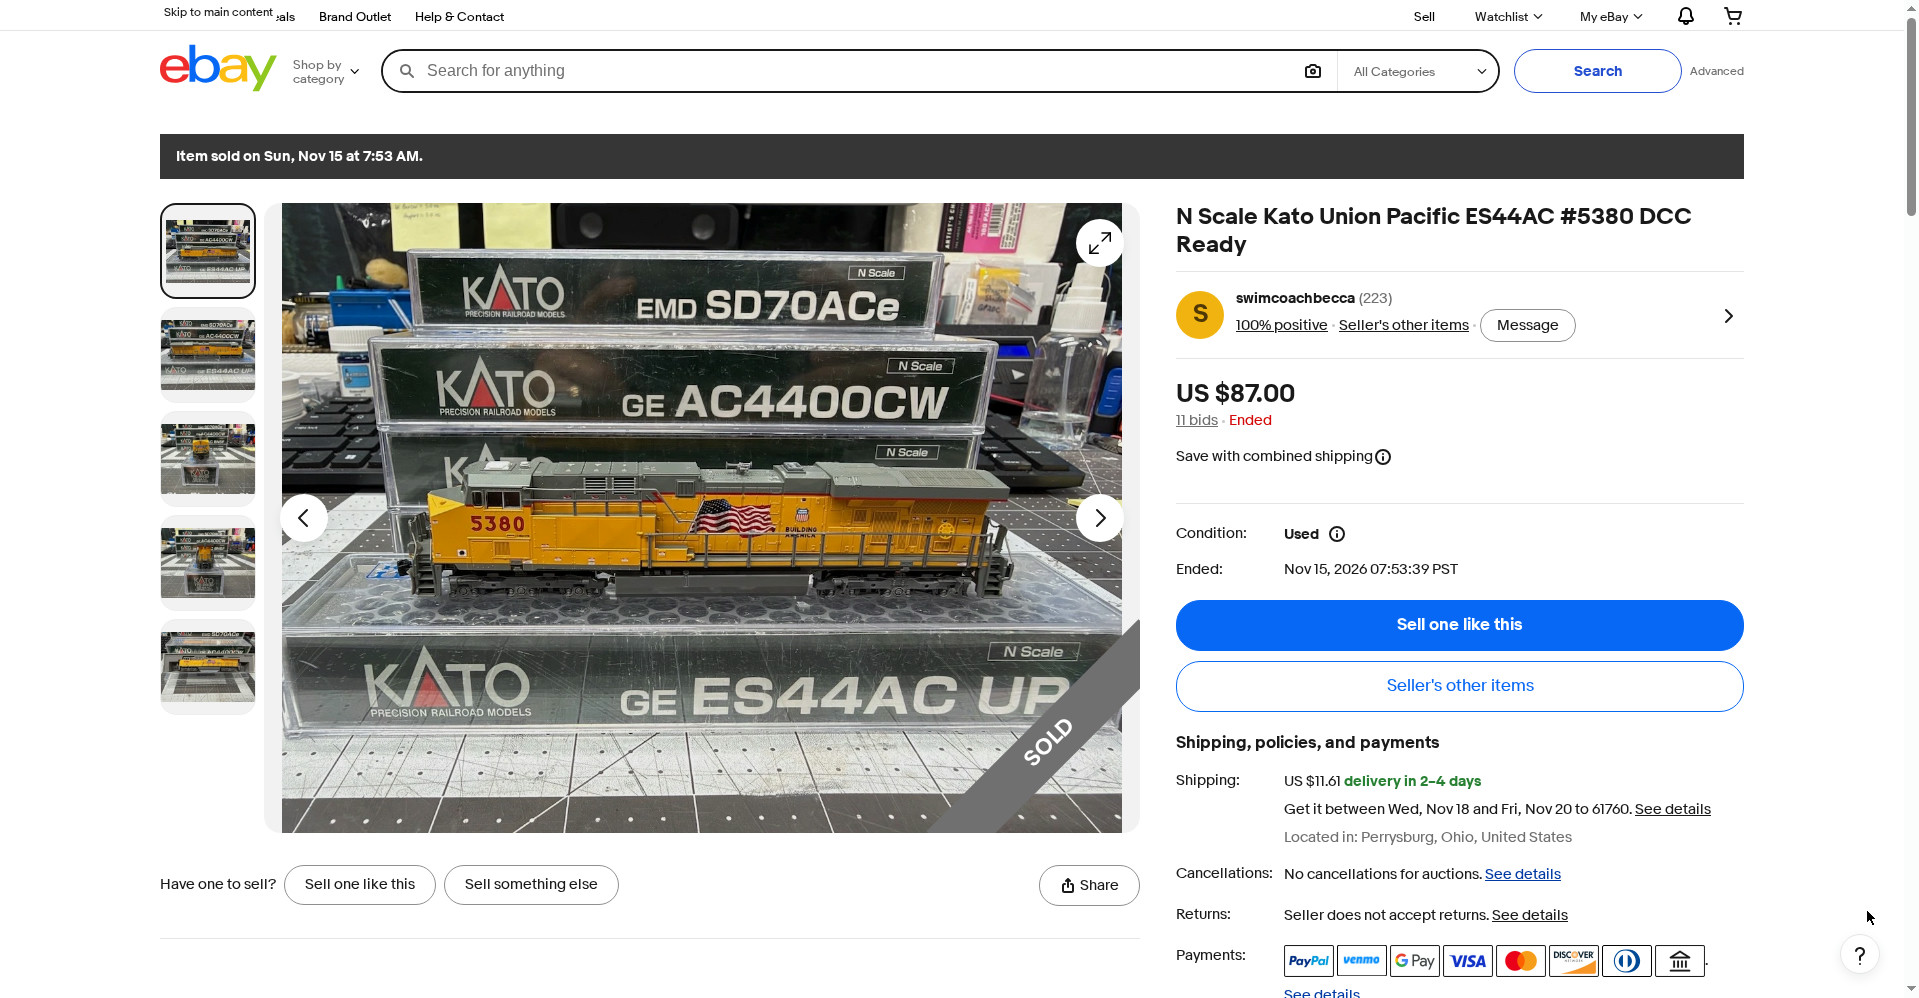 Skip to main content
eals
Brand Outlet
Help & Contact
Sell
Watchlist
My eBay
ebay
Shop by category
Search for anything
All Categories
Search
Advanced
Item sold on Sun, Nov 15 at 7:53 AM.
KATO
PRECISION RAILROAD MODELS
N Scale
EMD SD70ACe
KATO
PRECISION RAILROAD MODELS
N Scale
GE AC4400CW
N Scale
5380
BUILDING
AMERICA
KATO
PRECISION RAILROAD MODELS
N Scale
GE ES44AC UP
SOLD
Have one to sell?
Sell one like this
Sell something else
Share
N Scale Kato Union Pacific ES44AC #5380 DCC
Ready
S
swimcoachbecca (223)
100% positive · Seller's other items · Message
US $87.00
11 bids · Ended
Save with combined shipping
Condition: Used
Ended: Nov 15, 2026 07:53:39 PST
Sell one like this
Seller's other items
Shipping, policies, and payments
Shipping: US $11.61 delivery in 2–4 days
Get it between Wed, Nov 18 and Fri, Nov 20 to 61760. See details
Located in: Perrysburg, Ohio, United States
Cancellations: No cancellations for auctions. See details
Returns: Seller does not accept returns. See details
Payments: PayPal venmo G Pay VISA DISCOVER
See details
?